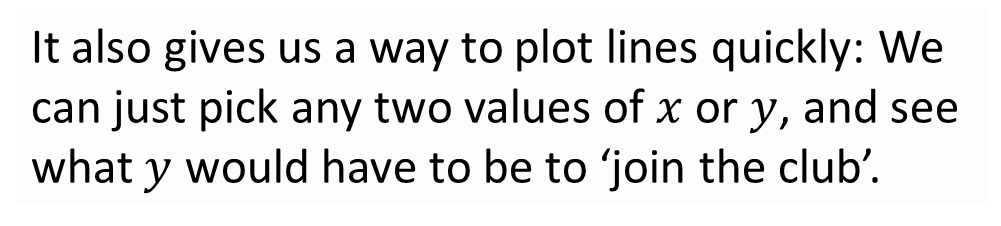 It also gives us a way to plot lines quickly: We
can just pick any two values of 𝑥 or 𝑦, and see
what 𝑦 would have to be to ‘join the club’.